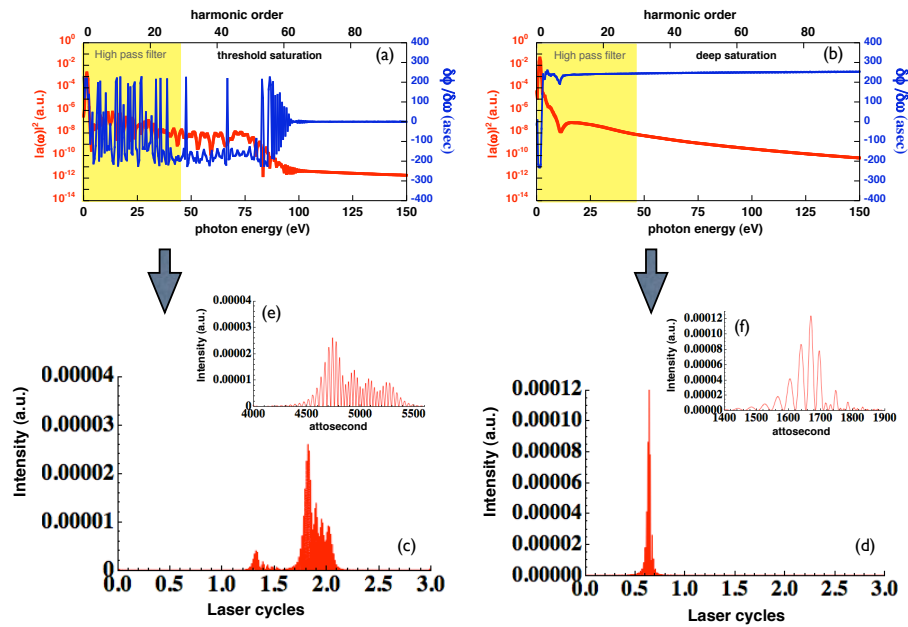 harmonic order
0 20 40 60 80
High pass filter
threshold saturation
(a)
10^0
10^-2
10^-4
10^-6
10^-8
10^-10
10^-12
10^-14
|a(ω)|² (a.u.)
400
300
200
100
0
-100
-200
-300
-400
δφ/δω (asec)
0 25 50 75 100 125 150
photon energy (eV)
harmonic order
0 20 40 60 80
High pass filter
deep saturation
(b)
10^0
10^-2
10^-4
10^-6
10^-8
10^-10
10^-12
10^-14
|a(ω)|² (a.u.)
400
300
200
100
0
-100
-200
-300
-400
δφ/δω (asec)
0 25 50 75 100 125 150
photon energy (eV)
(e)
0.00004
0.00003
0.00002
0.00001
Intensity (a.u.)
4000 4500 5000 5500
attosecond
0.00004
0.00003
0.00002
0.00001
0
Intensity (a.u.)
(c)
0.0 0.5 1.0 1.5 2.0 2.5 3.0
Laser cycles
(f)
0.00012
0.00010
0.00008
0.00006
0.00004
0.00002
0.00000
Intensity (a.u.)
1400 1500 1600 1700 1800 1900
attosecond
0.00012
0.00010
0.00008
0.00006
0.00004
0.00002
0.00000
Intensity (a.u.)
(d)
0.0 0.5 1.0 1.5 2.0 2.5 3.0
Laser cycles